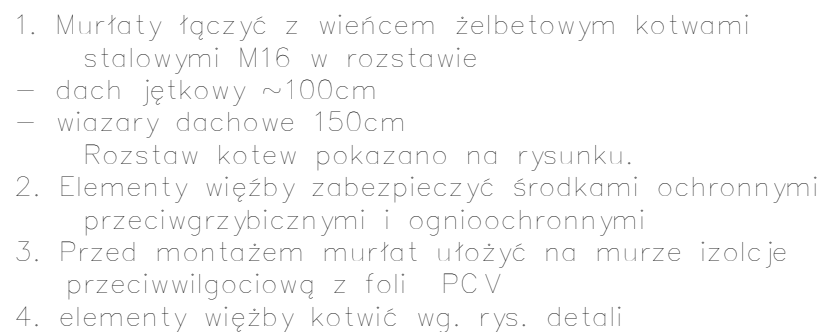 1. Murłaty łączyć z wieńcem żelbetowym kotwami
stalowymi M16 w rozstawie
– dach jętkowy ~100cm
– wiazary dachowe 150cm
Rozstaw kotew pokazano na rysunku.
2. Elementy więźby zabezpieczyć środkami ochronnymi
przeciwgrzybicznymi i ognioochronnymi
3. Przed montażem murłat ułożyć na murze izolcje
przeciwwilgociową z foli PCV
4. elementy więżby kotwić wg. rys. detali